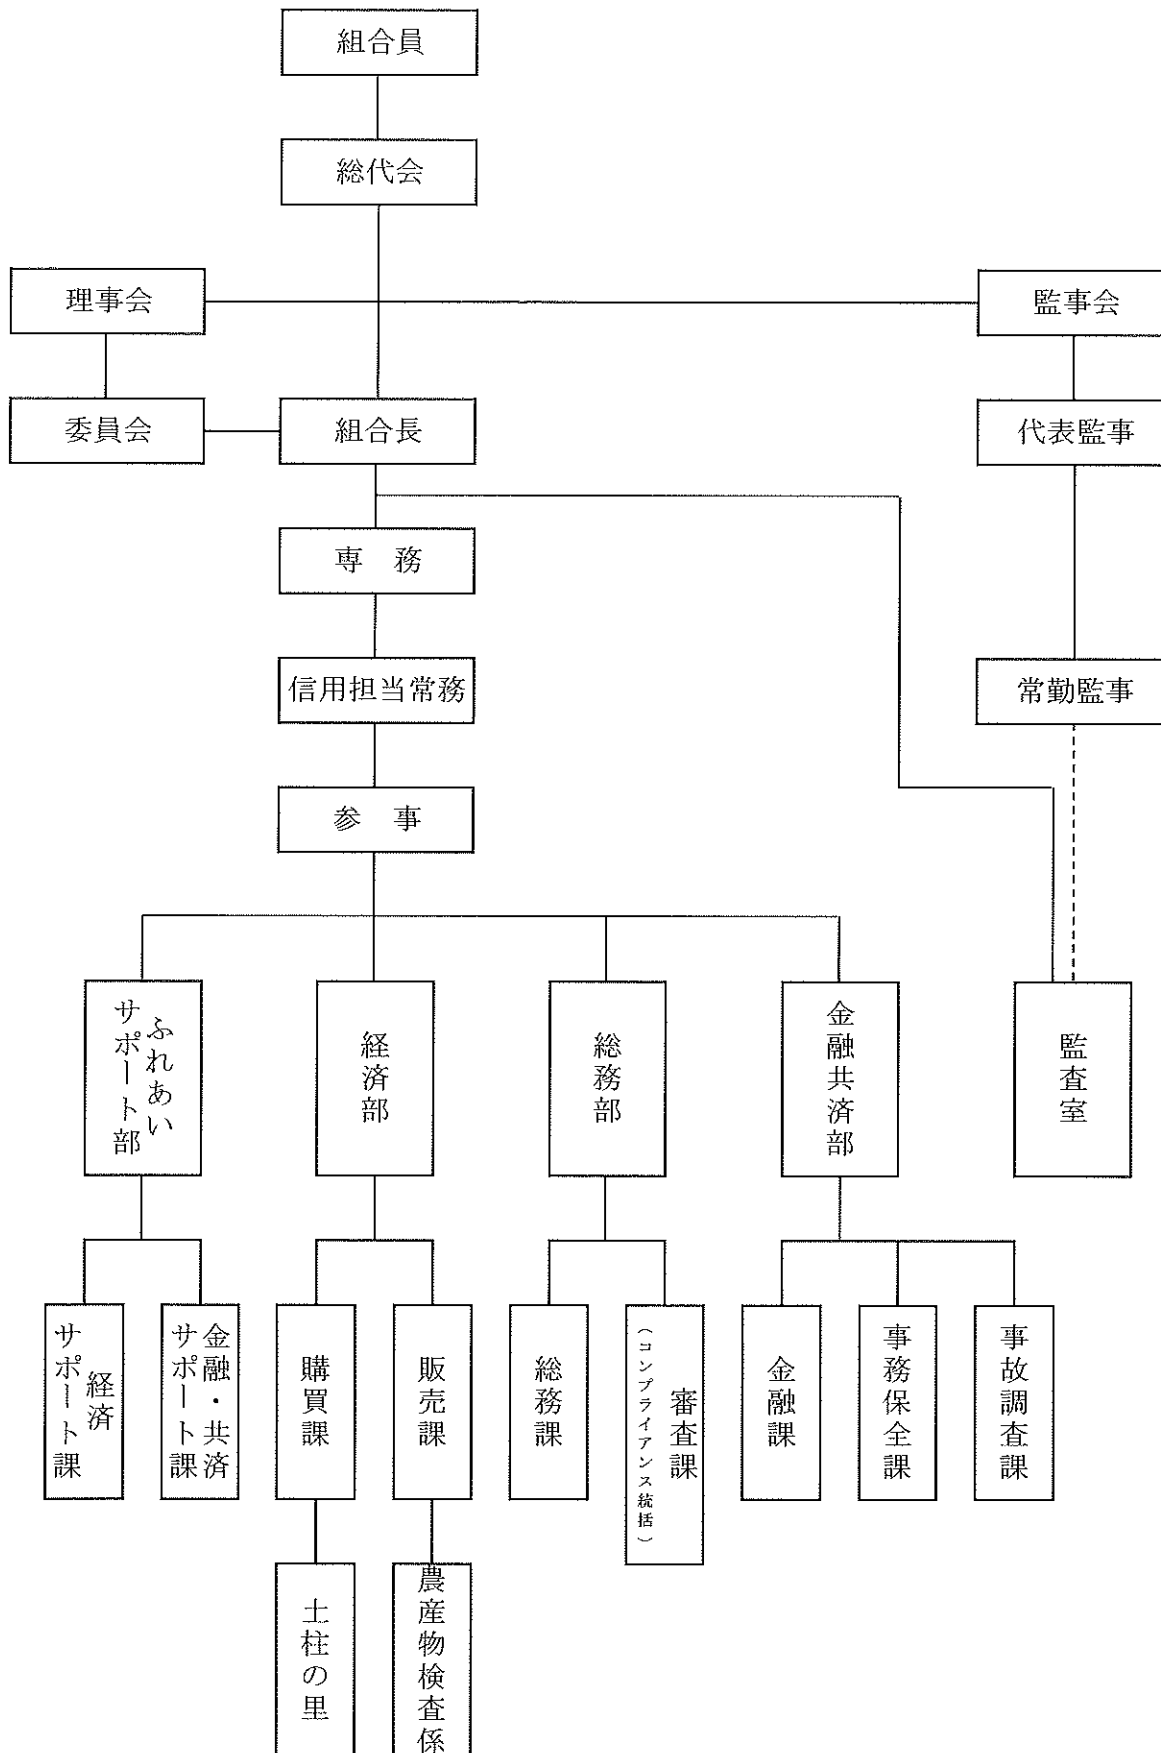 組合員
総代会
理事会
監事会
委員会
組合長
代表監事
専　務
信用担当常務
常勤監事
参　事
ふれあい
サポート部
経済部
総務部
金融共済部
監査室
経済
サポート課
金融・共済
サポート課
購買課
販売課
総務課
審査課
（コンプライアンス統括）
金融課
事務保全課
事故調査課
土柱の里
農産物検査係